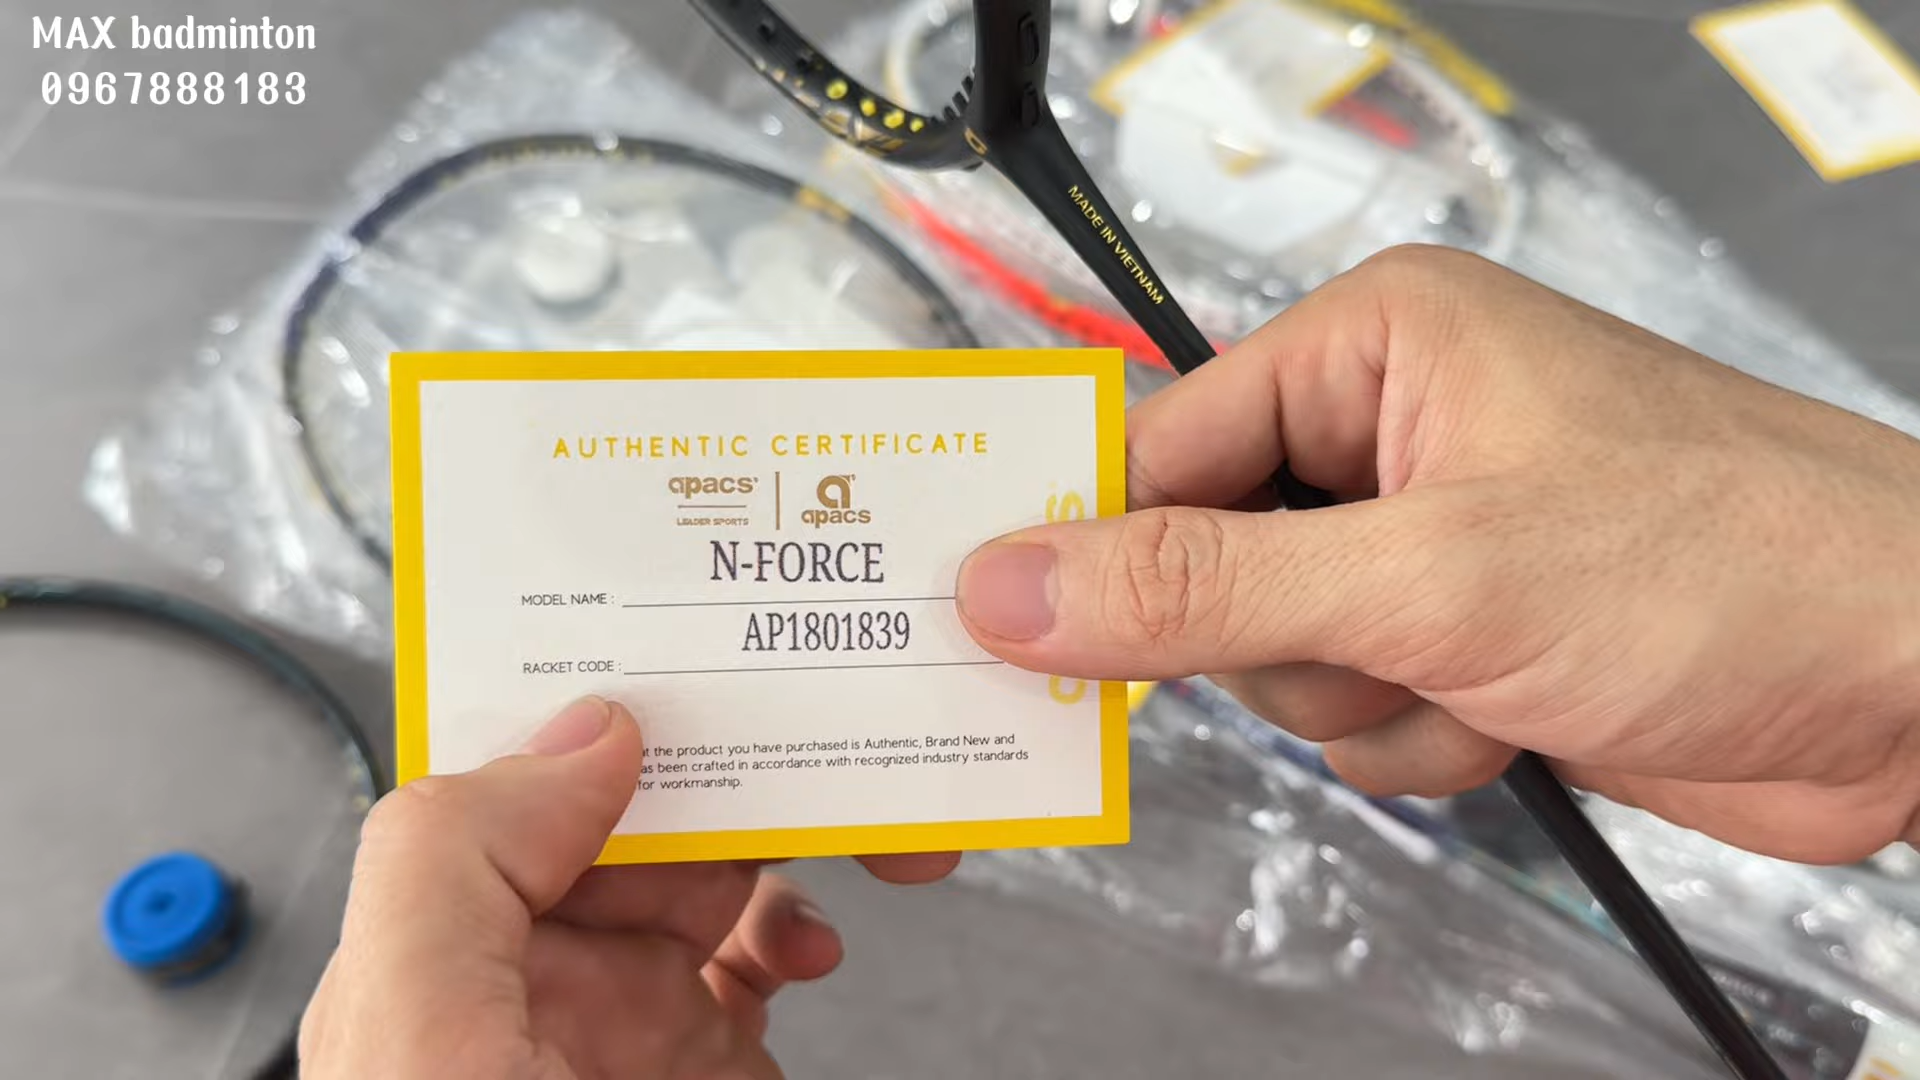 MAX badminton
0967888183
MADE IN VIETNAM
AUTHENTIC CERTIFICATE
apacs
LEADER SPORTS
apacs
N-FORCE
MODEL NAME :
AP1801839
RACKET CODE :
the product you have purchased is Authentic, Brand New and
been crafted in accordance with recognized industry standards
for workmanship.